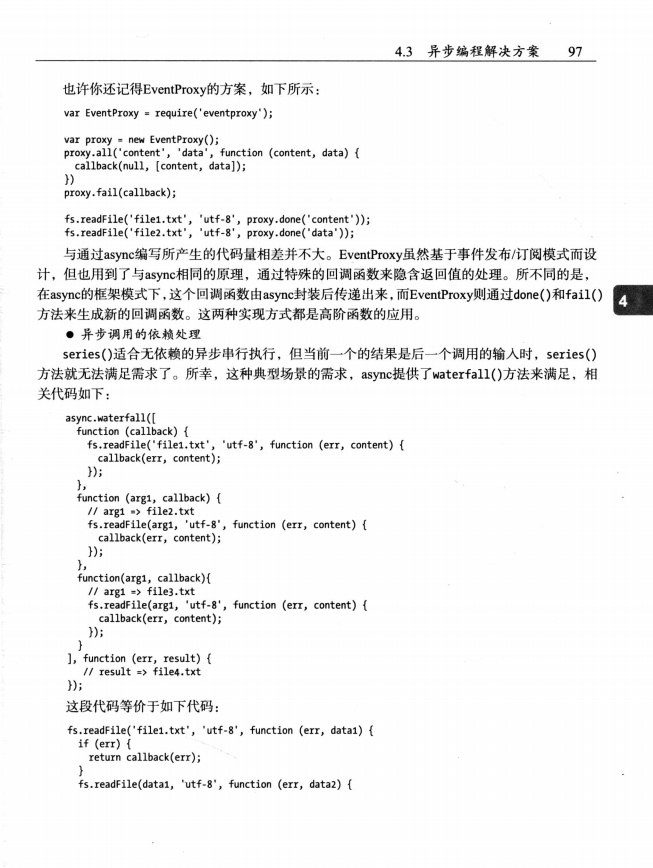 4.3 异步编程解决方案 97
也许你还记得EventProxy的方案，如下所示：
var EventProxy = require('eventproxy');
var proxy = new EventProxy();
proxy.all('content', 'data', function (content, data) {
callback(null, [content, data]);
})
proxy.fail(callback);
fs.readFile('file1.txt', 'utf-8', proxy.done('content'));
fs.readFile('file2.txt', 'utf-8', proxy.done('data'));
与通过async编写所产生的代码量相差并不大。EventProxy虽然基于事件发布/订阅模式而设
计，但也用到了与async相同的原理，通过特殊的回调函数来隐含返回值的处理。所不同的是，
在async的框架模式下，这个回调函数由async封装后传递出来，而EventProxy则通过done()和fail()
方法来生成新的回调函数。这两种实现方式都是高阶函数的应用。
4
● 异步调用的依赖处理
series()适合无依赖的异步串行执行，但当前一个的结果是后一个调用的输入时，series()
方法就无法满足需求了。所幸，这种典型场景的需求，async提供了waterfall()方法来满足，相
关代码如下：
async.waterfall([
function (callback) {
fs.readFile('file1.txt', 'utf-8', function (err, content) {
callback(err, content);
});
},
function (arg1, callback) {
// arg1 => file2.txt
fs.readFile(arg1, 'utf-8', function (err, content) {
callback(err, content);
});
},
function(arg1, callback){
// arg1 => file3.txt
fs.readFile(arg1, 'utf-8', function (err, content) {
callback(err, content);
});
}
], function (err, result) {
// result => file4.txt
});
这段代码等价于如下代码：
fs.readFile('file1.txt', 'utf-8', function (err, data1) {
if (err) {
return callback(err);
}
fs.readFile(data1, 'utf-8', function (err, data2) {